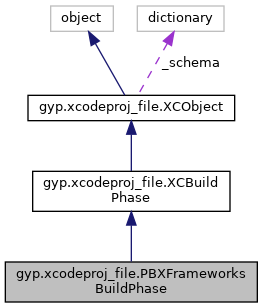 object
dictionary
_schema
gyp.xcodeproj_file.XCObject
gyp.xcodeproj_file.XCBuild
Phase
gyp.xcodeproj_file.PBXFrameworks
BuildPhase